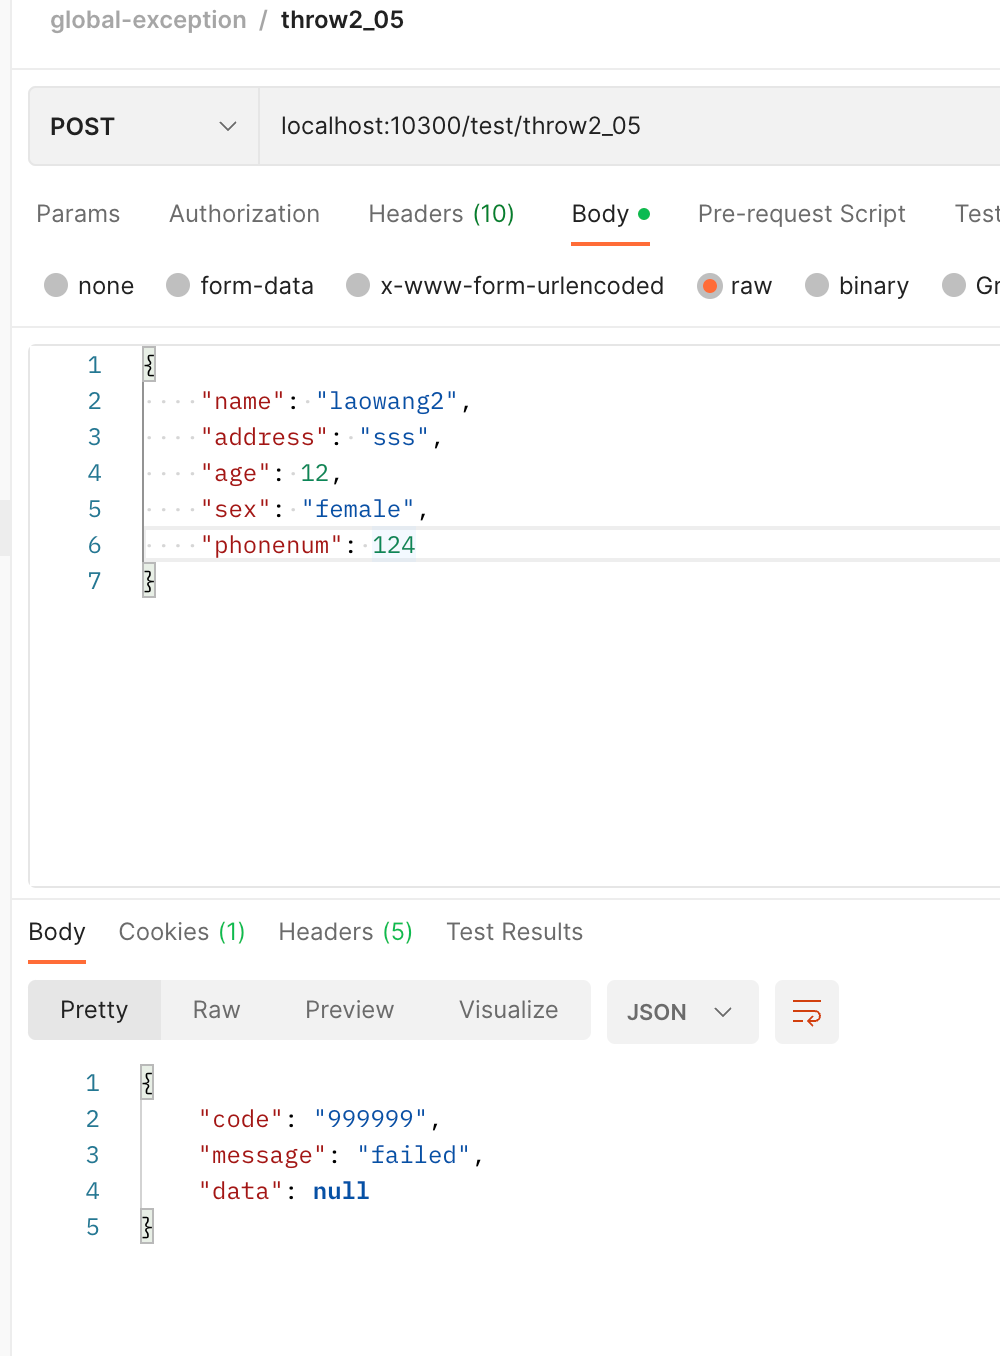 global-exception / throw2_05
POST localhost:10300/test/throw2_05
Params Authorization Headers (10) Body Pre-request Script Test
none form-data x-www-form-urlencoded raw binary Gr
1 {
2 "name": "laowang2",
3 "address": "sss",
4 "age": 12,
5 "sex": "female",
6 "phonenum": 124
7 }
Body Cookies (1) Headers (5) Test Results
Pretty Raw Preview Visualize JSON
1 {
2 "code": "999999",
3 "message": "failed",
4 "data": null
5 }